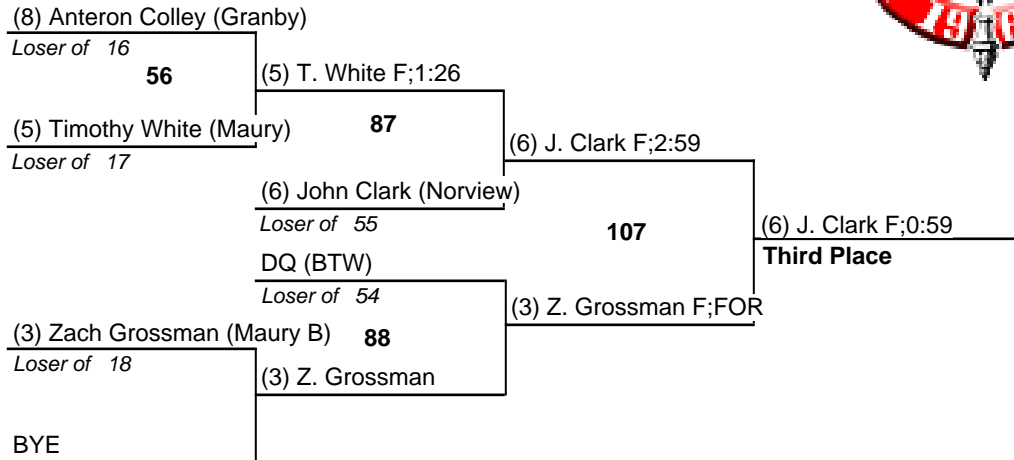 (8) Anteron Colley (Granby)
Loser of 16
56
(5) T. White F;1:26
(5) Timothy White (Maury)
Loser of 17
87
(6) J. Clark F;2:59
(6) John Clark (Norview)
Loser of 55
107
(6) J. Clark F;0:59
Third Place
DQ (BTW)
Loser of 54
(3) Z. Grossman F;FOR
(3) Zach Grossman (Maury B)
88
Loser of 18
(3) Z. Grossman
BYE